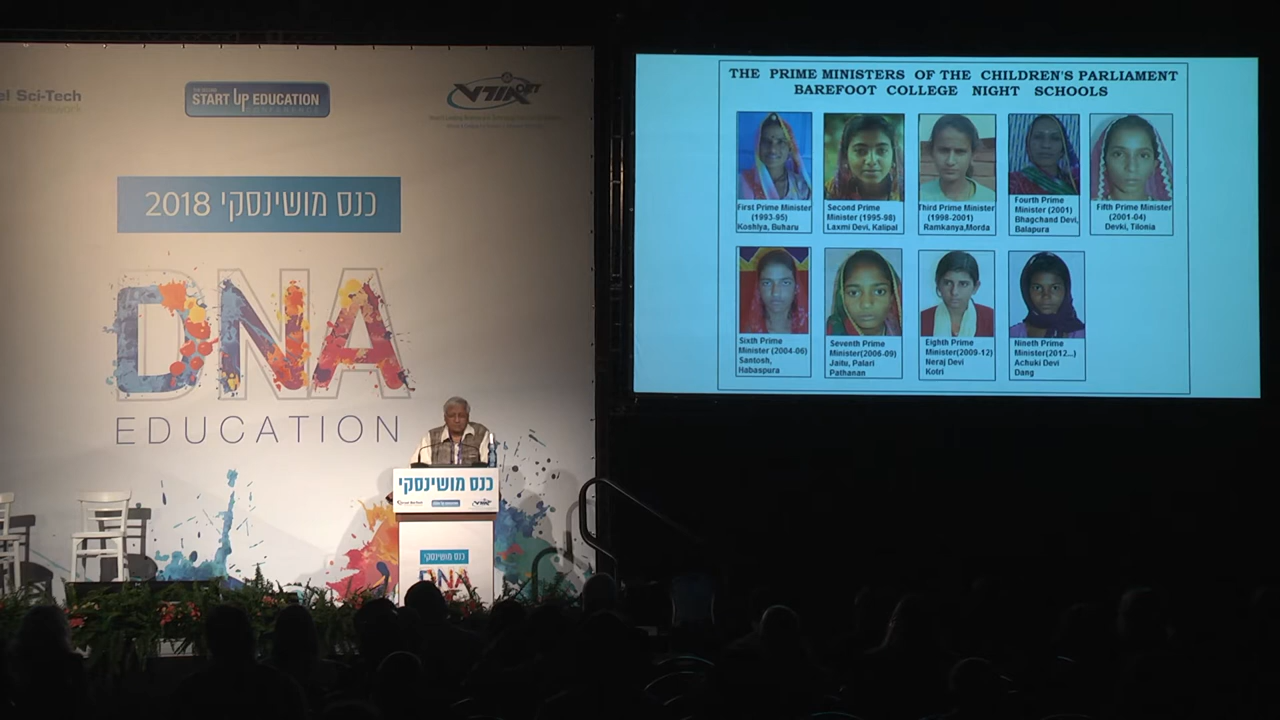 el Sci-Tech
START UP EDUCATION
CONFERENCE
כנס מושינסקי 2018
DNA
EDUCATION
כנס מושינסקי
כנס מושינסקי
DNA
THE PRIME MINISTERS OF THE CHILDREN'S PARLIAMENT
BAREFOOT COLLEGE NIGHT SCHOOLS
First Prime Minister
(1993-95)
Koshlya, Buharu
Second Prime
Minister (1995-98)
Laxmi Devi, Kalipal
Third Prime Minister
(1998-2001)
Ramkanya,Morda
Fourth Prime
Minister (2001)
Bhagchand Devi,
Balapura
Fifth Prime Minister
(2001-04)
Devki, Tilonia
Sixth Prime
Minister (2004-06)
Santosh,
Habaspura
Seventh Prime
Minister(2006-09)
Jaitu, Palari
Pathanan
Eighth Prime
Minister(2009-12)
Neraj Devi
Kotri
Nineth Prime
Minister(2012...)
Achuki Devi
Dang